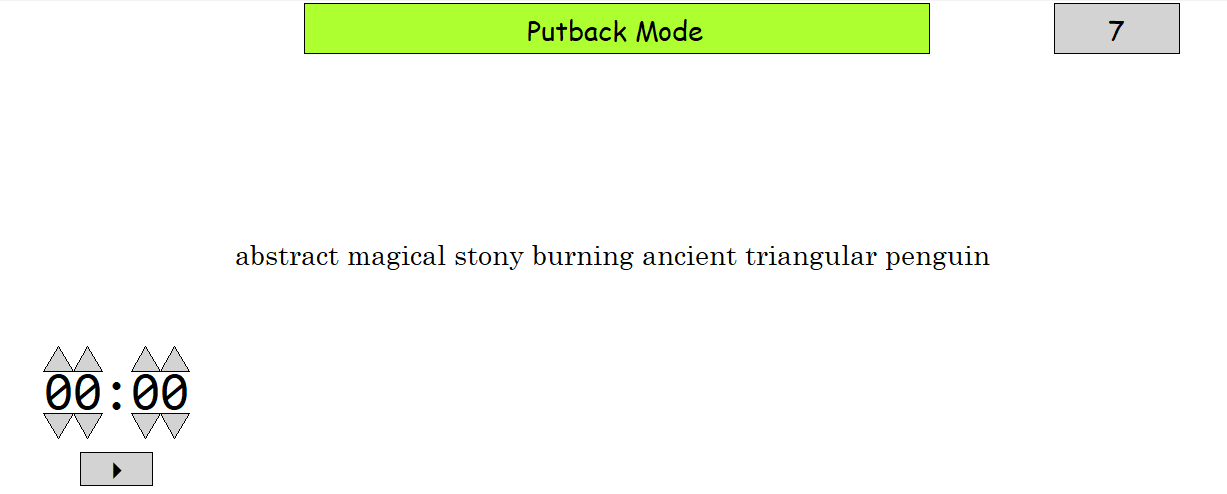 Putback Mode
7
abstract magical stony burning ancient triangular penguin
00:00